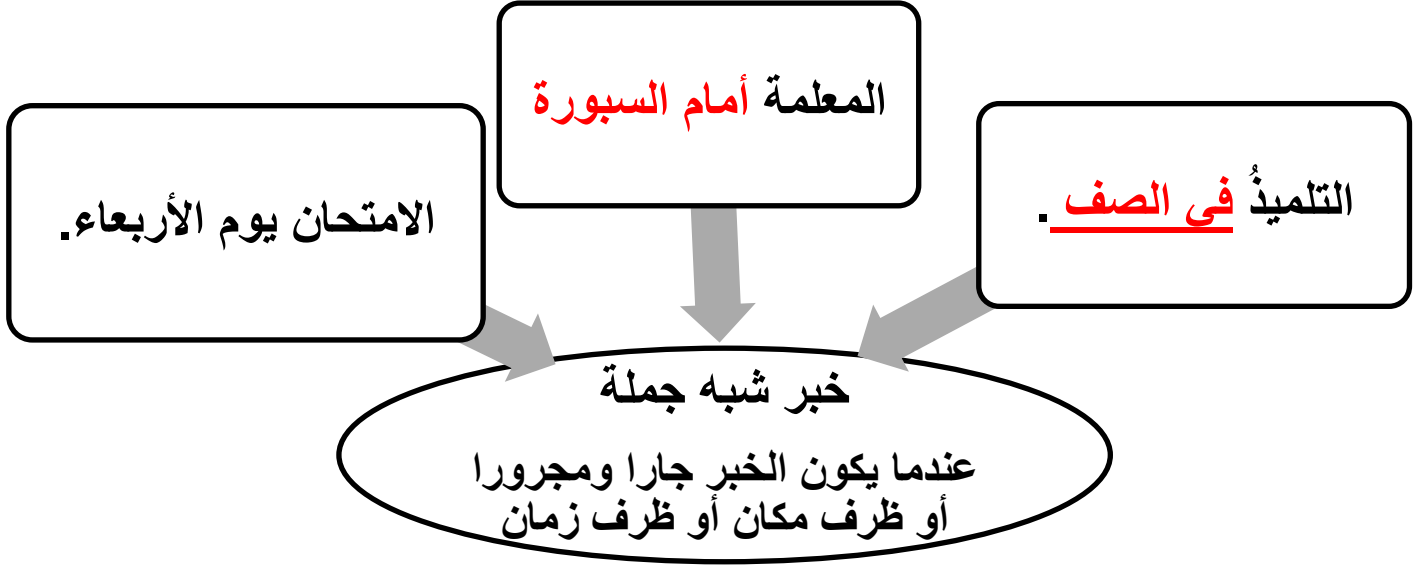 المعلمة أمام السبورة
التلميذُ في الصف .
الامتحان يوم الأربعاء.
خبر شبه جملة
عندما يكون الخبر جارا ومجرورا
أو ظرف مكان أو ظرف زمان